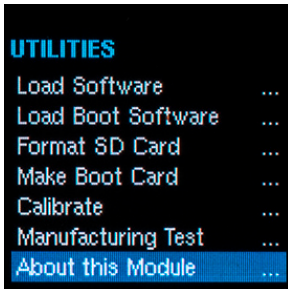 UTILITIES
Load Software ...
Load Boot Software ...
Format SD Card ...
Make Boot Card ...
Calibrate ...
Manufacturing Test ...
About this Module ...